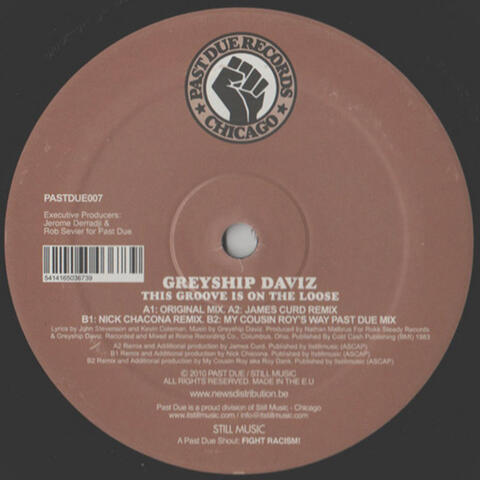 PAST DUE RECORDS
★ CHICAGO ★
PASTDUE007
Executive Producers:
Jerome Derradji &
Rob Sevier for Past Due.
5414165036739
GREYSHIP DAVIZ
THIS GROOVE IS ON THE LOOSE
A1: ORIGINAL MIX. A2: JAMES CURD REMIX
B1: NICK CHACONA REMIX. B2: MY COUSIN ROY'S WAY PAST DUE MIX
Lyrics by John Stevenson and Kevin Coleman. Music by Greyship Daviz. Produced by Nathan Malbrue For Roke Steady Records
& Greyship Daviz. Recorded and Mixed at Rome Recording Co., Columbus, Ohio. Published By Cold Cash Publishing (BMI) 1983
A2 Remix and Additional production by James Curd. Published by Itstillmusic (ASCAP)
B1 Remix and Additional production by Nick Chacona. Published by Itstillmusic (ASCAP)
B2 Remix and Additional production by My Cousin Roy aka Roy Dank. Published by Itstillmusic (ASCAP)
© 2010 PAST DUE / STILL MUSIC
ALL RIGHTS RESERVED. MADE IN THE E.U
www.newsdistribution.be
Past Due is a proud division of Still Music - Chicago
www.itstillmusic.com / info@itstillmusic.com
STILL MUSIC
A Past Due Shout: FIGHT RACISM!